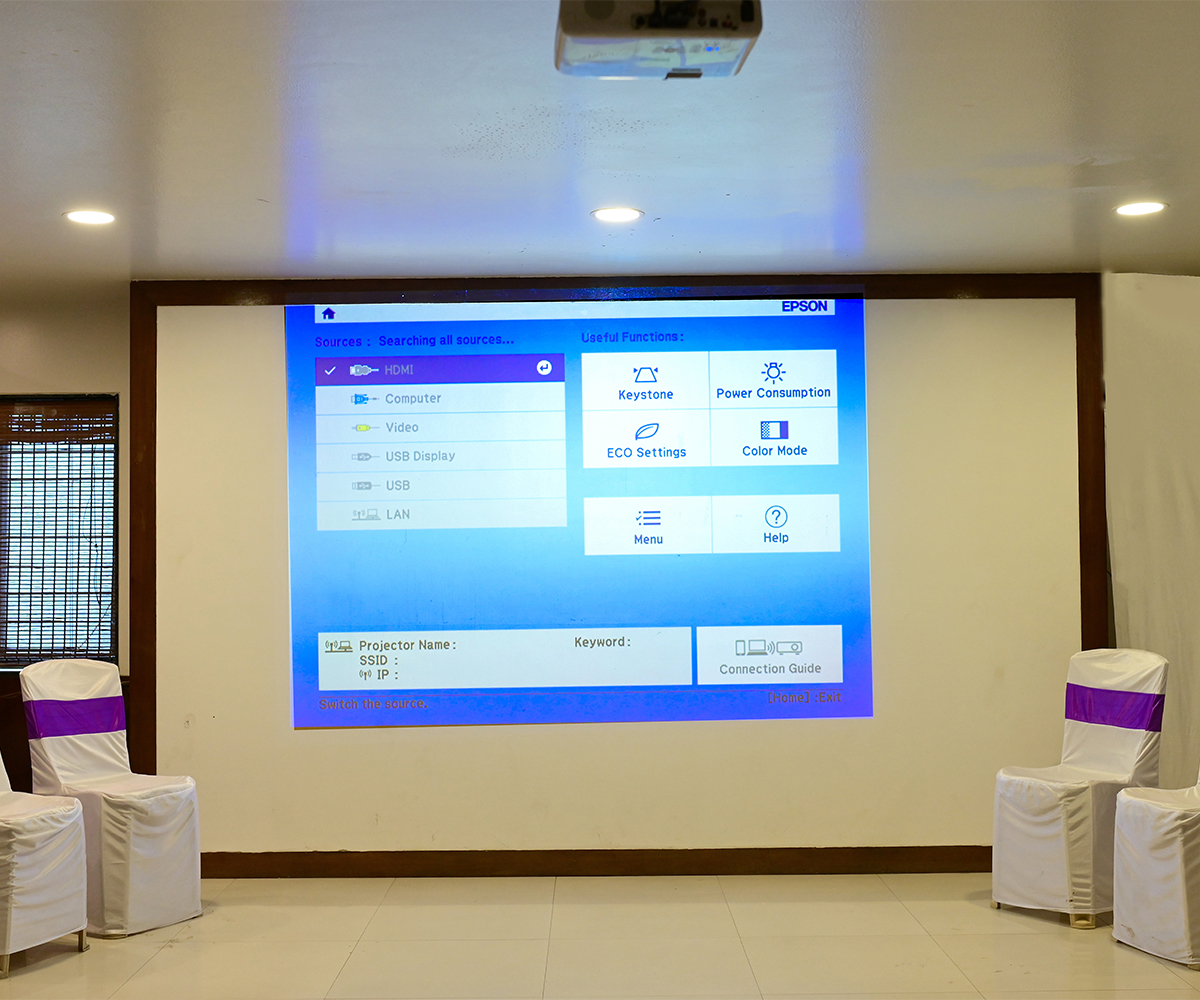 EPSON
Sources : Searching all sources...
HDMI
Computer
Video
USB Display
USB
LAN
Useful Functions:
Keystone
Power Consumption
ECO Settings
Color Mode
Menu
Help
Projector Name:
Keyword:
SSID :
IP :
Connection Guide
Switch the source.
[Home] :Exit